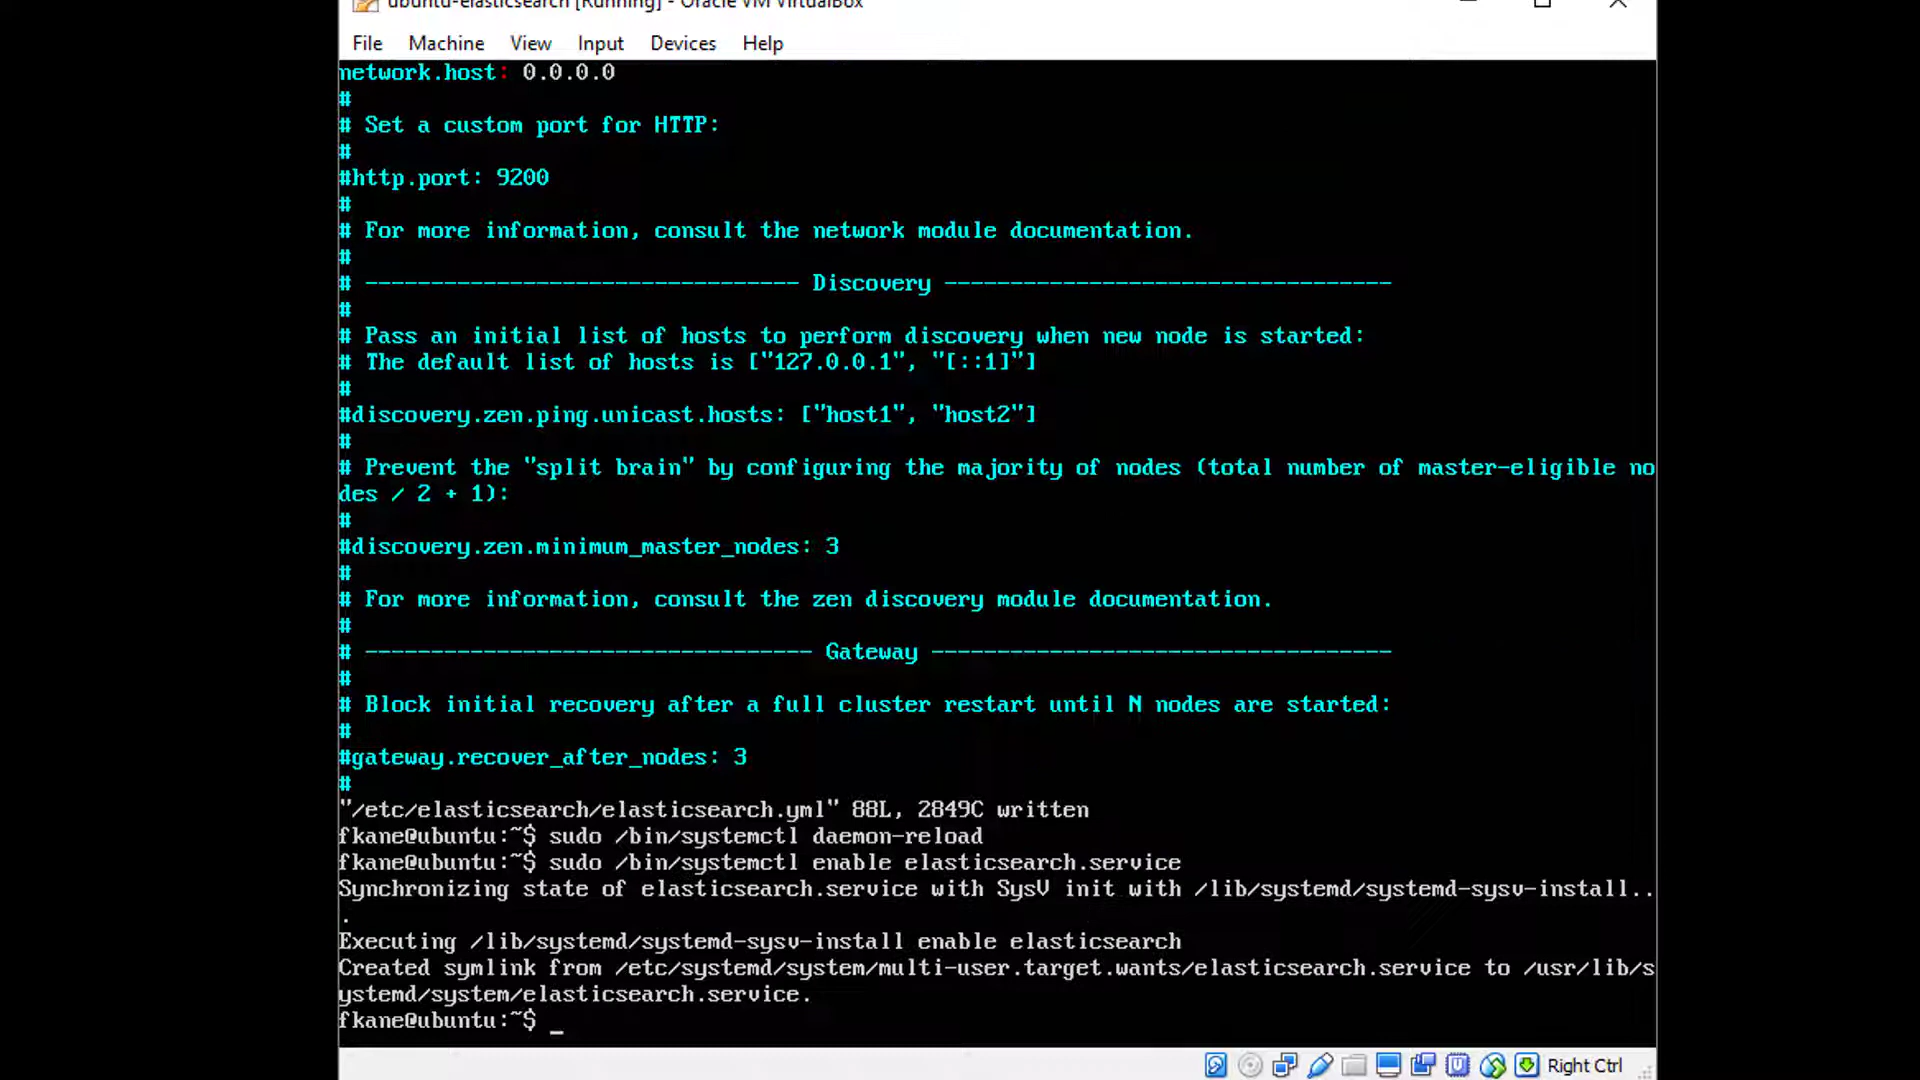 ubuntu-elasticsearch [Running] - Oracle VM VirtualBox
File Machine View Input Devices Help
network.host: 0.0.0.0
#
# Set a custom port for HTTP:
#
#http.port: 9200
#
# For more information, consult the network module documentation.
#
# --------------------------------- Discovery ----------------------------------
#
# Pass an initial list of hosts to perform discovery when new node is started:
# The default list of hosts is ["127.0.0.1", "[::1]"]
#
#discovery.zen.ping.unicast.hosts: ["host1", "host2"]
#
# Prevent the "split brain" by configuring the majority of nodes (total number of master-eligible no
des / 2 + 1):
#
#discovery.zen.minimum_master_nodes: 3
#
# For more information, consult the zen discovery module documentation.
#
# ---------------------------------- Gateway -----------------------------------
#
# Block initial recovery after a full cluster restart until N nodes are started:
#
#gateway.recover_after_nodes: 3
#
"/etc/elasticsearch/elasticsearch.yml" 88L, 2849C written
fkane@ubuntu:~$ sudo /bin/systemctl daemon-reload
fkane@ubuntu:~$ sudo /bin/systemctl enable elasticsearch.service
Synchronizing state of elasticsearch.service with SysV init with /lib/systemd/systemd-sysv-install..
.
Executing /lib/systemd/systemd-sysv-install enable elasticsearch
Created symlink from /etc/systemd/system/multi-user.target.wants/elasticsearch.service to /usr/lib/s
ystemd/system/elasticsearch.service.
fkane@ubuntu:~$ _
Right Ctrl